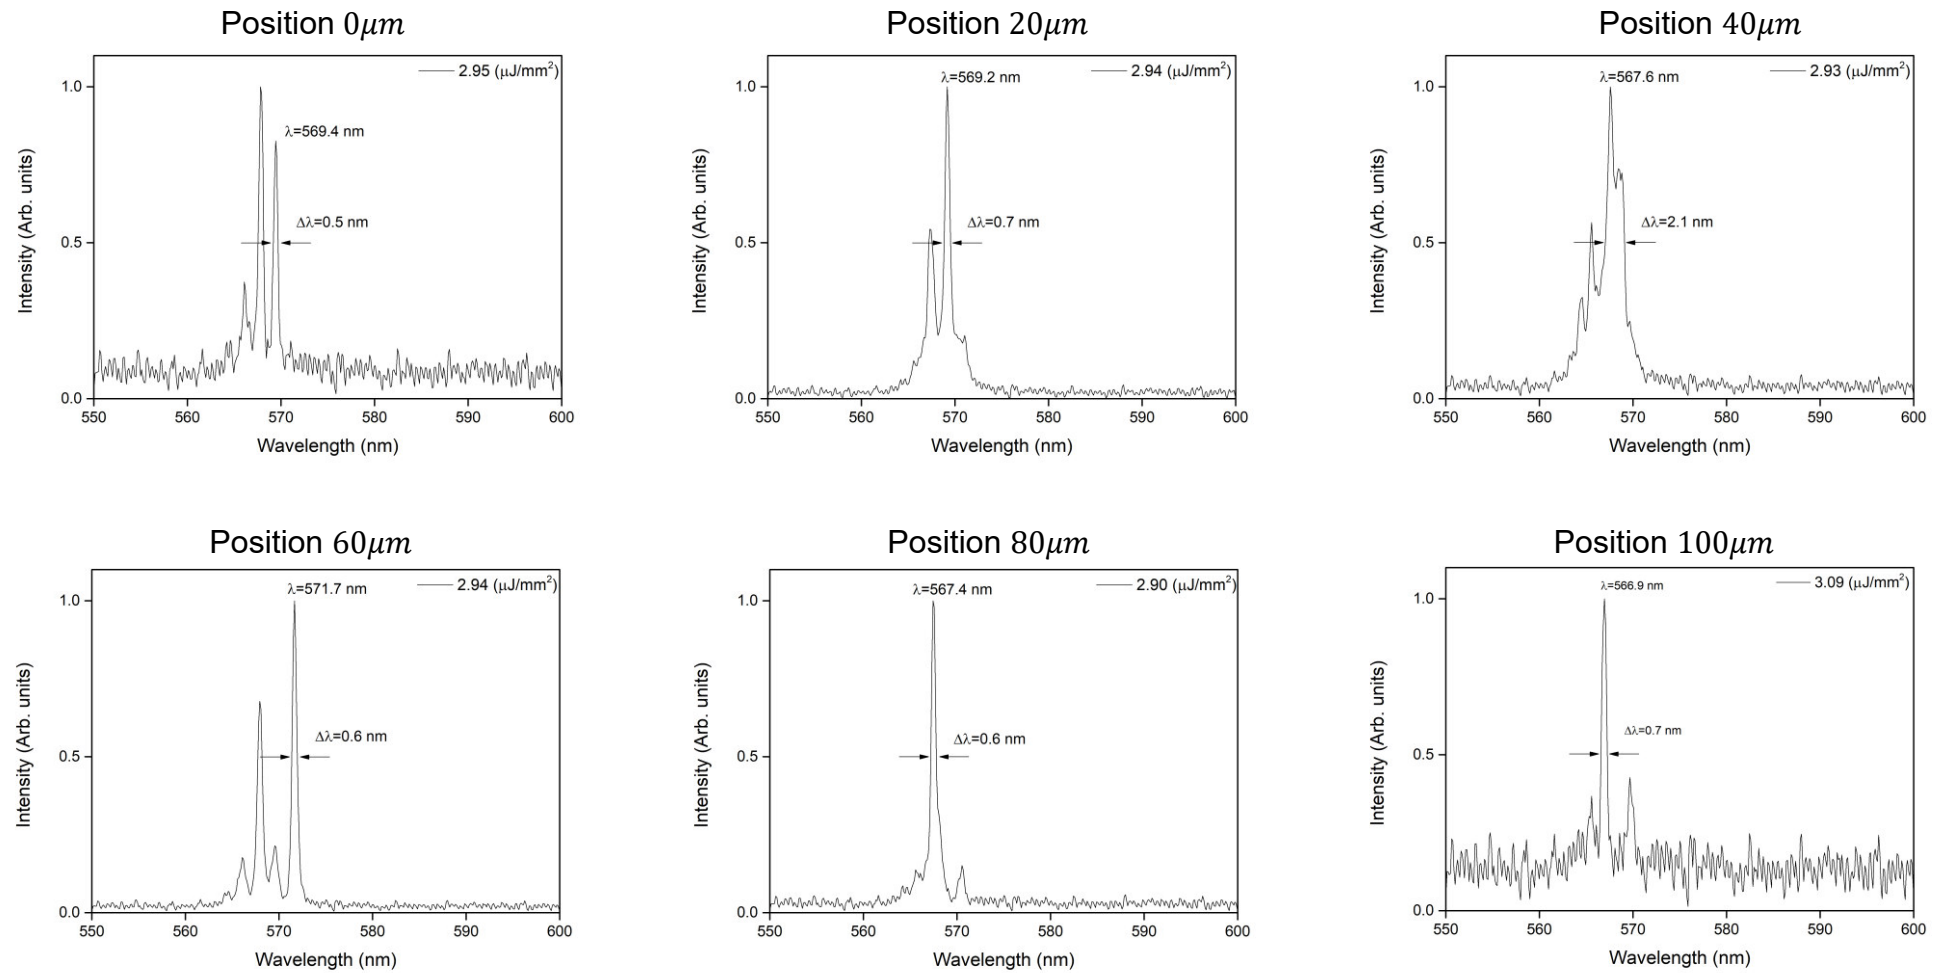 Position 0μm
2.95 (μJ/mm²)
1.0
λ=569.4 nm
Δλ=0.5 nm
0.5
0.0
Intensity (Arb. units)
550 560 570 580 590 600
Wavelength (nm)
Position 20μm
λ=569.2 nm
2.94 (μJ/mm²)
1.0
Δλ=0.7 nm
0.5
0.0
Intensity (Arb. units)
550 560 570 580 590 600
Wavelength (nm)
Position 40μm
λ=567.6 nm
2.93 (μJ/mm²)
1.0
Δλ=2.1 nm
0.5
0.0
Intensity (Arb. units)
550 560 570 580 590 600
Wavelength (nm)
Position 60μm
λ=571.7 nm
2.94 (μJ/mm²)
1.0
Δλ=0.6 nm
0.5
0.0
Intensity (Arb. units)
550 560 570 580 590 600
Wavelength (nm)
Position 80μm
λ=567.4 nm
2.90 (μJ/mm²)
1.0
Δλ=0.6 nm
0.5
0.0
Intensity (Arb. units)
550 560 570 580 590 600
Wavelength (nm)
Position 100μm
λ=566.9 nm
3.09 (μJ/mm²)
1.0
Δλ=0.7 nm
0.5
0.0
Intensity (Arb. units)
550 560 570 580 590 600
Wavelength (nm)